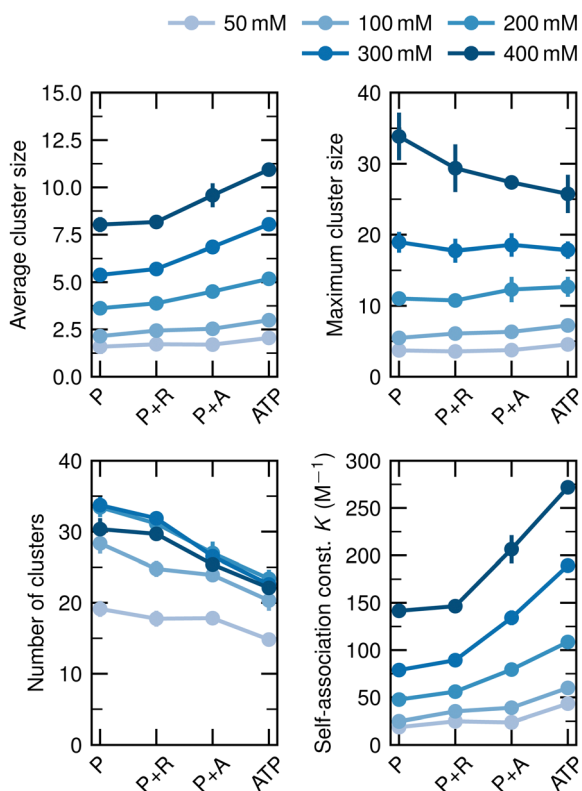 50 mM 100 mM 200 mM
300 mM 400 mM
Average cluster size
15.0
12.5
10.0
7.5
5.0
2.5
0.0
P P+R P+A ATP
Maximum cluster size
40
30
20
10
0
P P+R P+A ATP
Number of clusters
40
30
20
10
0
P P+R P+A ATP
Self-association const. K (M⁻¹)
300
250
200
150
100
50
0
P P+R P+A ATP